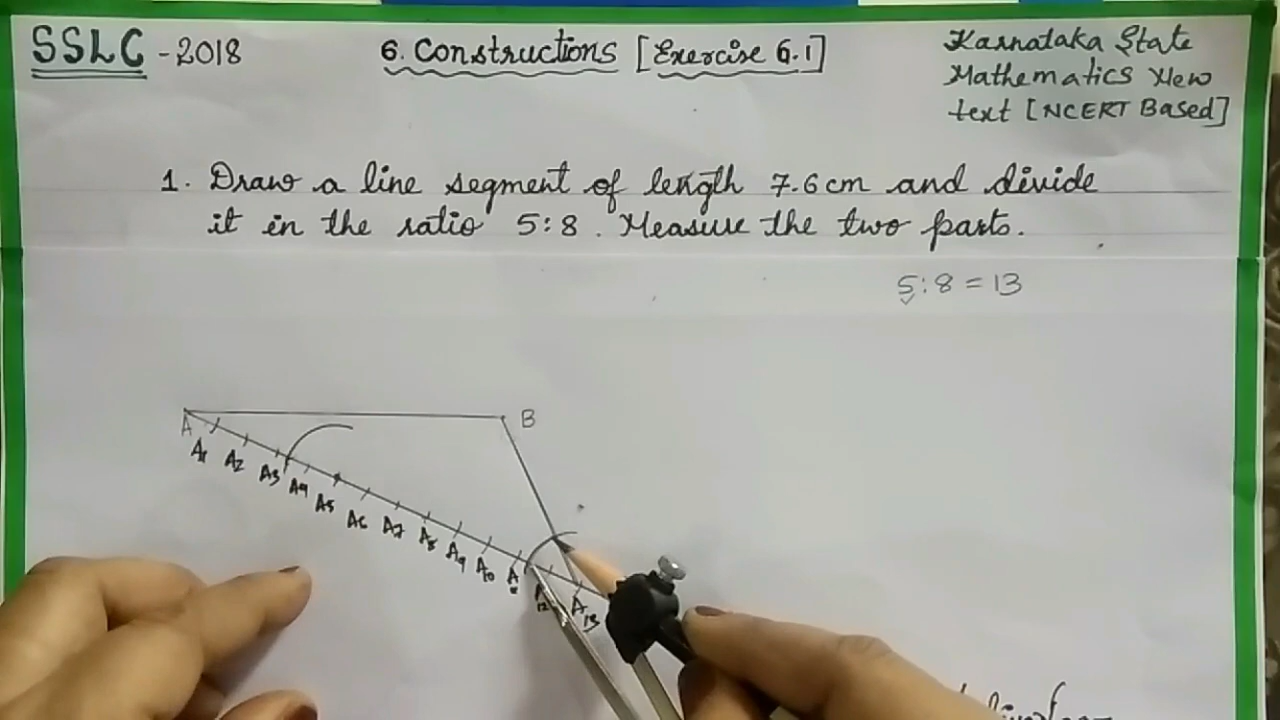 SSLC - 2018
6. Constructions [Exercise 6.1]
Karnataka State
Mathematics New
text [NCERT Based]
1. Draw a line segment of length 7.6 cm and divide
it in the ratio 5:8. Measure the two parts.
5:8 = 13
A
B
A1 A2 A3 A4 A5 A6 A7 A8 A9 A10 A11 A12 A13